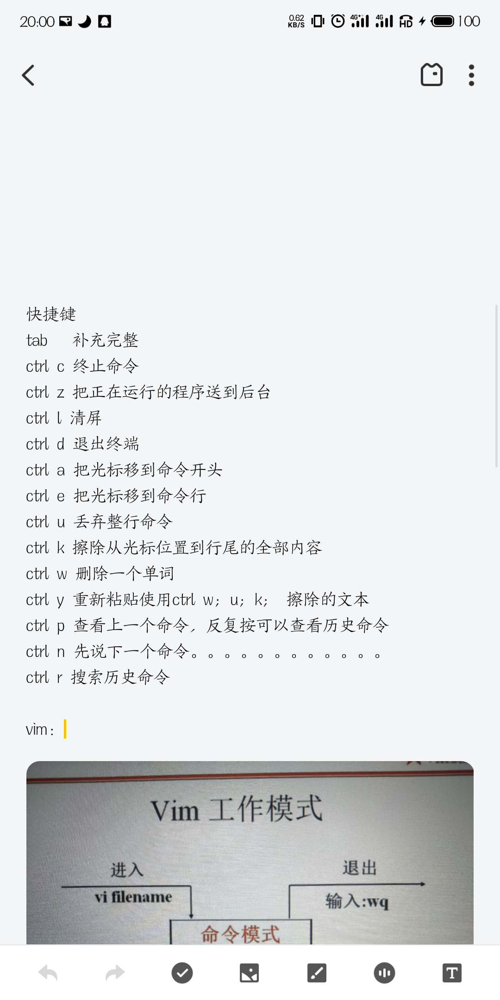 20:00 0.62 KB/S 4G+ 4G HD 100
快捷键
tab 补充完整
ctrl c 终止命令
ctrl z 把正在运行的程序送到后台
ctrl l 清屏
ctrl d 退出终端
ctrl a 把光标移到命令开头
ctrl e 把光标移到命令行
ctrl u 丢弃整行命令
ctrl k 擦除从光标位置到行尾的全部内容
ctrl w 删除一个单词
ctrl y 重新粘贴使用ctrl w；u；k； 擦除的文本
ctrl p 查看上一个命令，反复按可以查看历史命令
ctrl n 先说下一个命令。。。。。。。。。。。。
ctrl r 搜索历史命令
vim：
Vim 工作模式
进入 退出
vi filename 输入:wq
命令模式
T